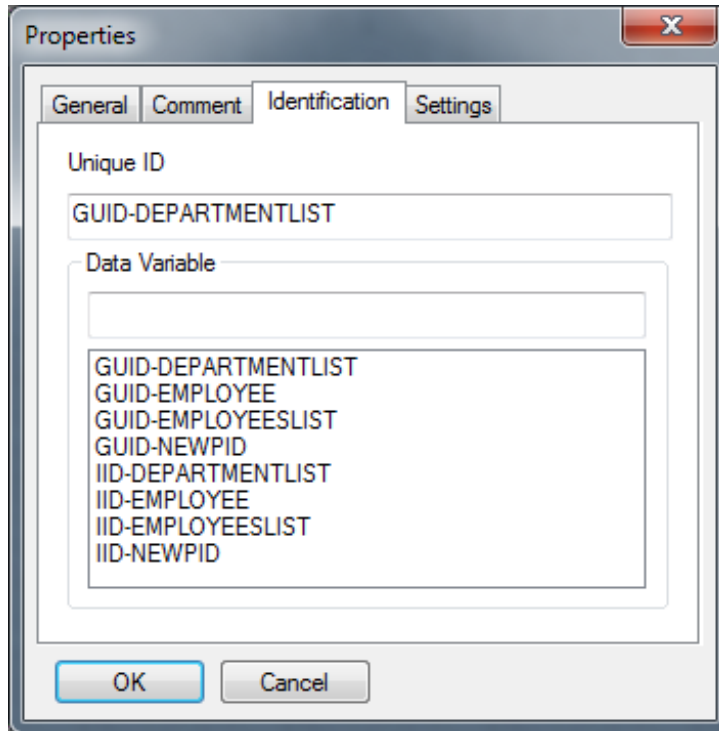 Properties
General Comment Identification Settings
Unique ID
GUID-DEPARTMENTLIST
Data Variable
GUID-DEPARTMENTLIST
GUID-EMPLOYEE
GUID-EMPLOYEESLIST
GUID-NEWPID
IID-DEPARTMENTLIST
IID-EMPLOYEE
IID-EMPLOYEESLIST
IID-NEWPID
OK Cancel